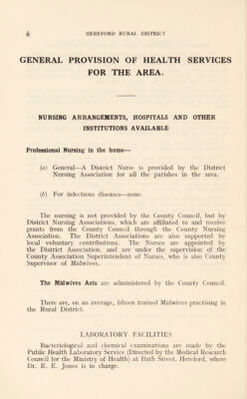 6 HEREFORD RURAL DISTRICT
GENERAL PROVISION OF HEALTH SERVICES
FOR THE AREA.
NURSING ARRANGEMENTS, HOSPITALS AND OTHER
INSTITUTIONS AVAILABLE
Professional Nursing in the home—
(a) General—A District Nurse is provided by the District
Nursing Association for all the parishes in the area.
(b) For infectious diseases—none.
The nursing is not provided by the County Council, but by
District Nursing Associations, which are affiliated to and receive
grants from the County Council through the County Nursing
Association. The District Associations are also supported by
local voluntary contributions. The Nurses are appointed by
the District Association, and are under the supervision of the
County Association Superintendent of Nurses, who is also County
Supervisor of Midwives.
The Midwives Acts are administered by the County Council.
There are, on an average, fifteen trained Midwives practising in
the Rural District.
LABORATORY FACILITIES
Bacteriological and chemical examinations are made by the
Public Health Laboratory Service (Directed by the Medical Research
Council for the Ministry of Health) at Bath Street, Hereford, where
Dr. R. E. Jones is in charge.